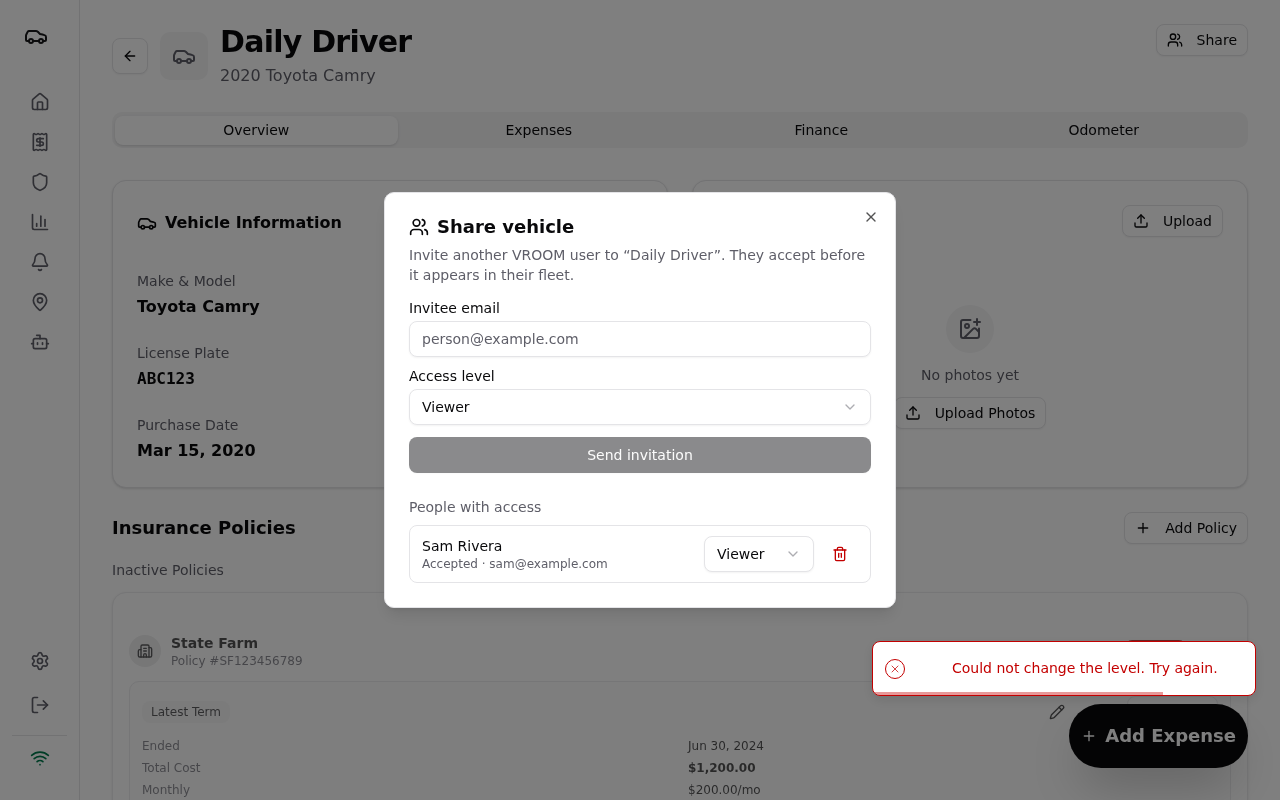 Daily Driver
2020 Toyota Camry
Share
Overview
Expenses
Finance
Odometer
Vehicle Information
Upload
Make & Model
Toyota Camry
License Plate
ABC123
Purchase Date
Mar 15, 2020
No photos yet
Upload Photos
Share vehicle
Invite another VROOM user to “Daily Driver”. They accept before
it appears in their fleet.
Invitee email
person@example.com
Access level
Viewer
Send invitation
People with access
Sam Rivera
Accepted · sam@example.com
Viewer
Insurance Policies
Add Policy
Inactive Policies
State Farm
Policy #SF123456789
Could not change the level. Try again.
Latest Term
Ended
Jun 30, 2024
Total Cost
$1,200.00
Monthly
$200.00/mo
Add Expense